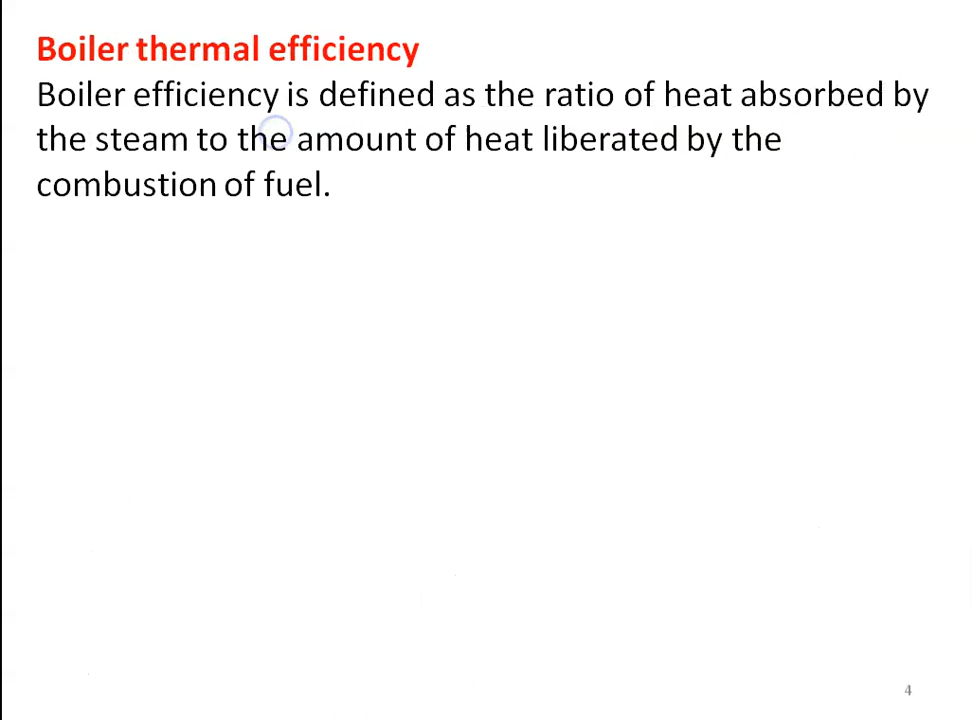 Boiler thermal efficiency
Boiler efficiency is defined as the ratio of heat absorbed by
the steam to the amount of heat liberated by the
combustion of fuel.
4